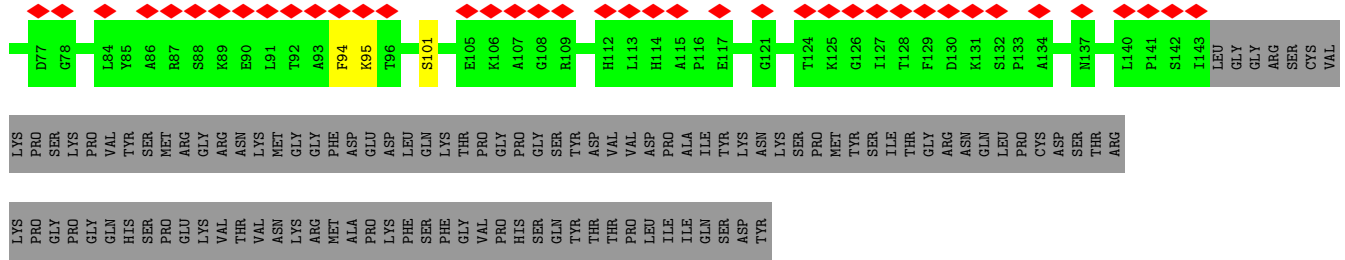 D77 G78 L84 Y85 A86 R87 S88 K89 E90 L91 T92 A93 F94 K95 T96 S101 E105 K106 A107 G108 R109 H112 L113 H114 A115 P116 E117 G121 T124 K125 G126 I127 T128 F129 D130 K131 S132 P133 A134 N137 L140 P141 S142 I143 LEU GLY GLY ARG SER CYS VAL
LYS PRO SER LYS PRO VAL TYR SER MET ARG GLY ARG ASN LYS MET GLY GLY PHE ASP GLU ASP LEU GLN LYS THR PRO GLY PRO GLY SER TYR ASP VAL VAL ASP PRO ALA ILE TYR LYS ASN LYS SER PRO MET TYR SER ILE THR GLY ARG ASN GLN LEU PRO CYS ASP SER THR ARG
LYS PRO GLY PRO GLY GLN HIS SER PRO GLU LYS VAL THR VAL ASN LYS ARG MET ALA PRO LYS PHE SER PHE GLY VAL PRO HIS SER GLN TYR THR THR PRO LEU ILE ILE GLN SER ASP TYR